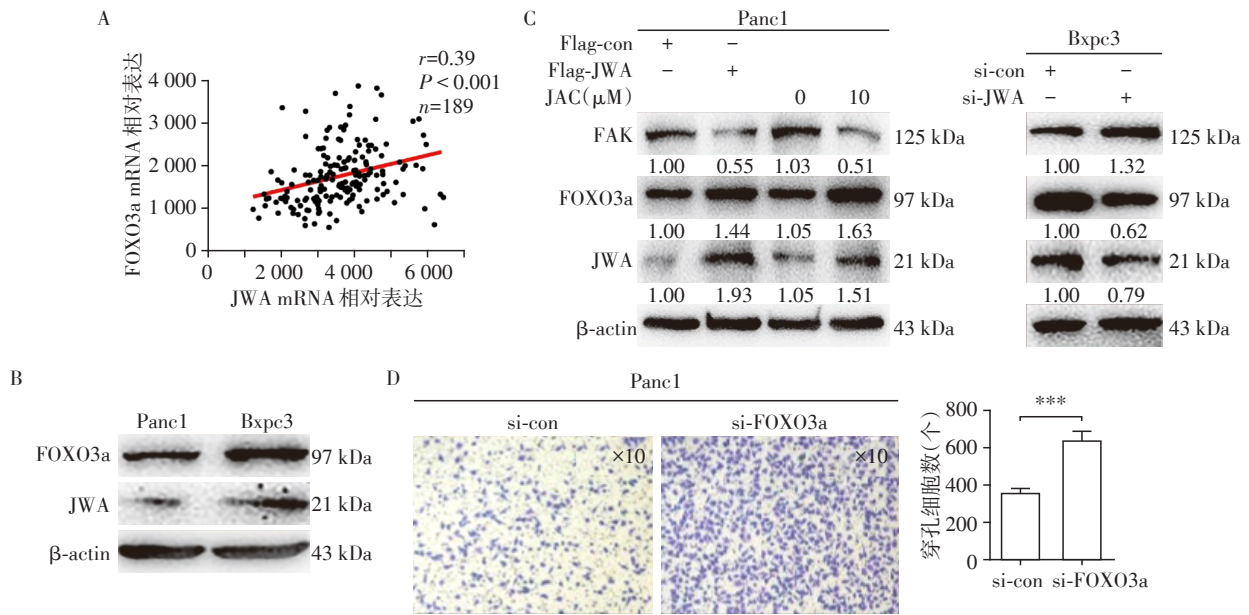 A
FOXO3a mRNA 相对表达
4 000
3 000
2 000
1 000
0
0 2 000 4 000 6 000
JWA mRNA 相对表达
r=0.39
P＜0.001
n=189
C
Panc1
Flag-con + −
Flag-JWA − +
JAC(μM) 0 10
FAK 125 kDa
1.00 0.55 1.03 0.51
FOXO3a 97 kDa
1.00 1.44 1.05 1.63
JWA 21 kDa
1.00 1.93 1.05 1.51
β-actin 43 kDa
Bxpc3
si-con + −
si-JWA − +
125 kDa
1.00 1.32
97 kDa
1.00 0.62
21 kDa
1.00 0.79
43 kDa
B
Panc1 Bxpc3
FOXO3a 97 kDa
JWA 21 kDa
β-actin 43 kDa
D
Panc1
si-con si-FOXO3a
×10 ×10
穿孔细胞数(个)
800
600
400
200
0
***
si-con si-FOXO3a